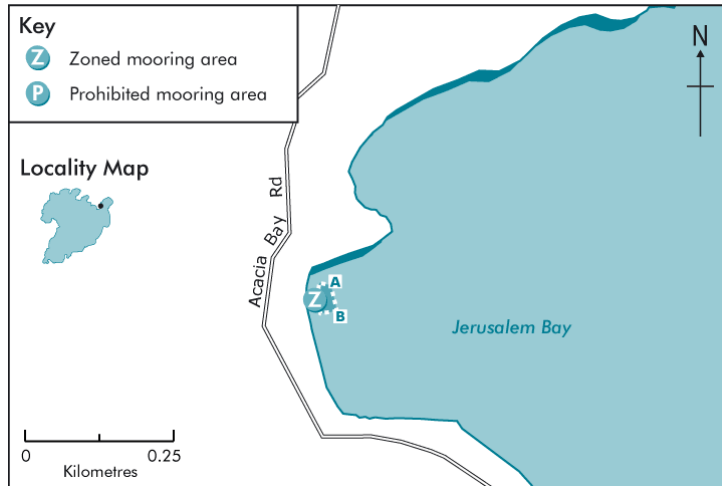 Key
Z Zoned mooring area
P Prohibited mooring area
N
Locality Map
Acacia Bay Rd
A
Z
B
Jerusalem Bay
0 0.25
Kilometres